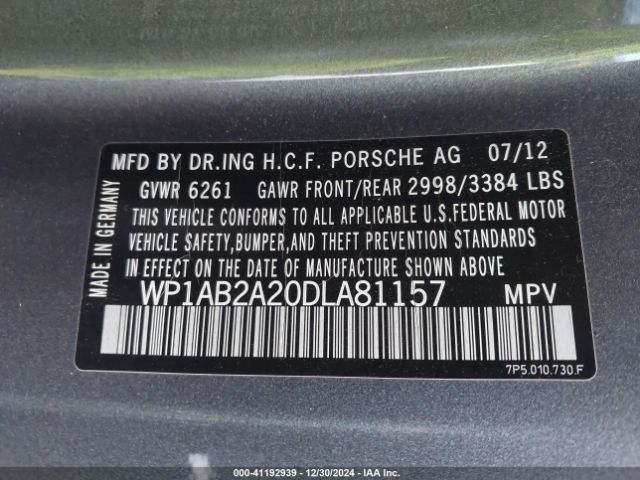 MFD BY DR.ING H.C.F. PORSCHE AG 07/12
GVWR 6261 GAWR FRONT/REAR 2998/3384 LBS
THIS VEHICLE CONFORMS TO ALL APPLICABLE U.S.FEDERAL MOTOR
VEHICLE SAFETY,BUMPER,AND THEFT PREVENTION STANDARDS
IN EFFECT ON THE DATE OF MANUFACTURE SHOWN ABOVE
MADE IN GERMANY
WP1AB2A20DLA81157 MPV
7P5.010.730.F
000-41192939 - 12/30/2024 - IAA Inc.